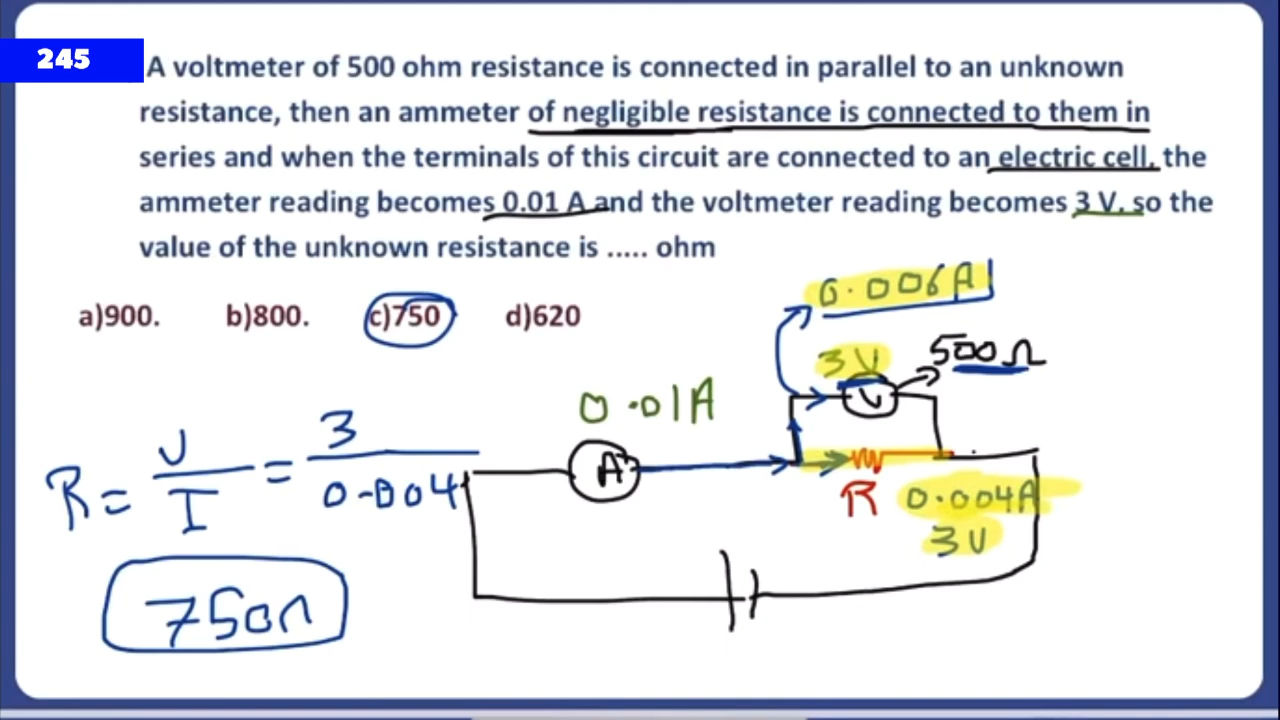 245
A voltmeter of 500 ohm resistance is connected in parallel to an unknown
resistance, then an ammeter of negligible resistance is connected to them in
series and when the terminals of this circuit are connected to an electric cell, the
ammeter reading becomes 0.01 A and the voltmeter reading becomes 3 V, so the
value of the unknown resistance is ..... ohm
a)900. b)800. c)750 d)620
0.006A
3V
500Ω
V
0.01A
A
R = V/I = 3/0.004
R
0.004A
3V
750Ω